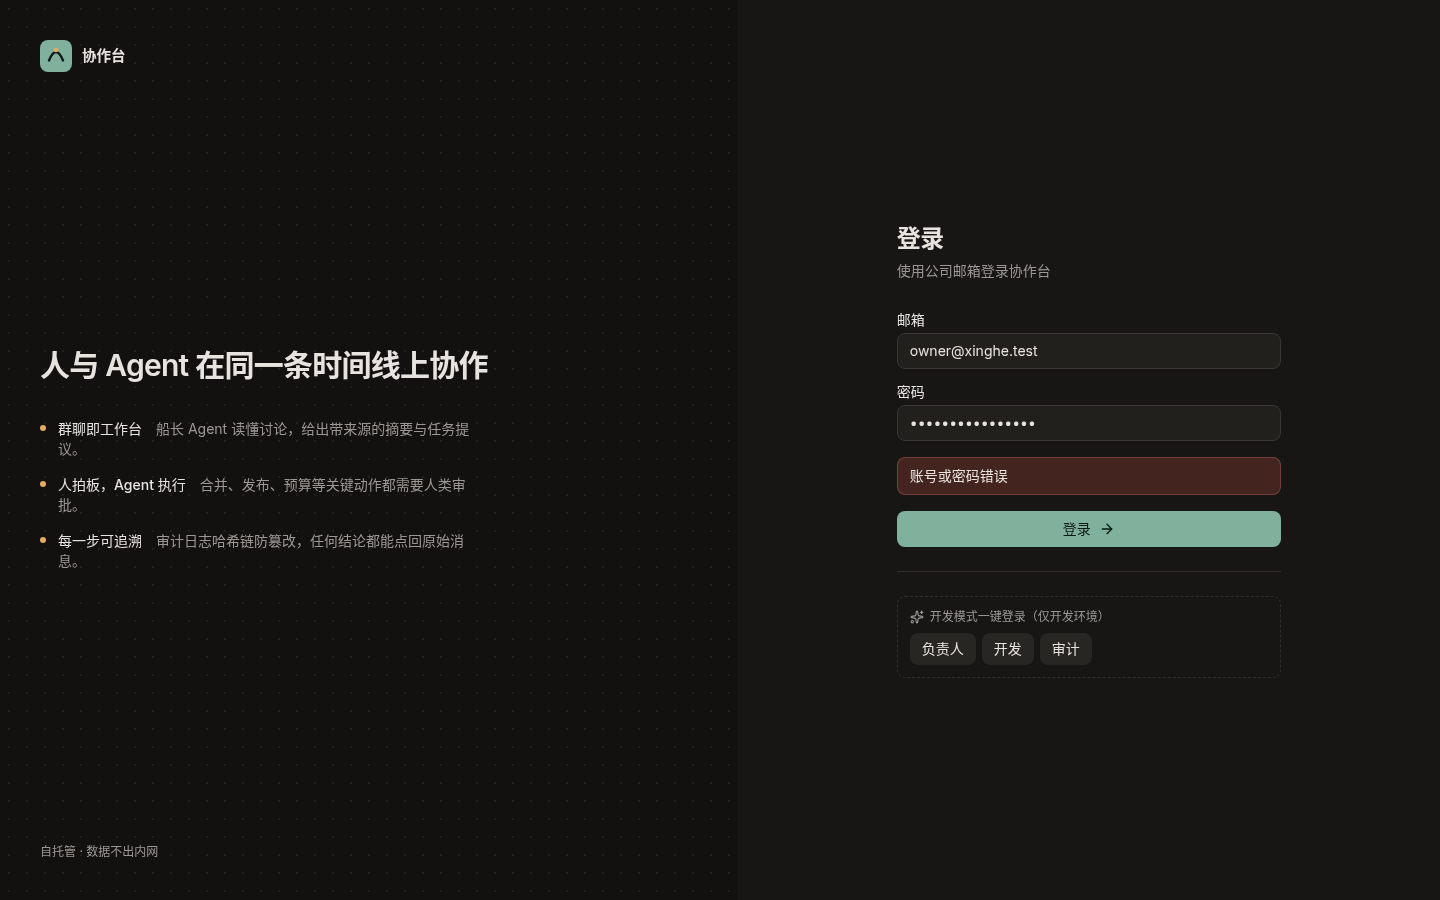 协作台
人与 Agent 在同一条时间线上协作
群聊即工作台 船长 Agent 读懂讨论，给出带来源的摘要与任务提
议。
人拍板，Agent 执行 合并、发布、预算等关键动作都需要人类审
批。
每一步可追溯 审计日志哈希链防篡改，任何结论都能点回原始消
息。
自托管 · 数据不出内网
登录
使用公司邮箱登录协作台
邮箱
owner@xinghe.test
密码
••••••••••••••••
账号或密码错误
登录 →
开发模式一键登录（仅开发环境）
负责人 开发 审计